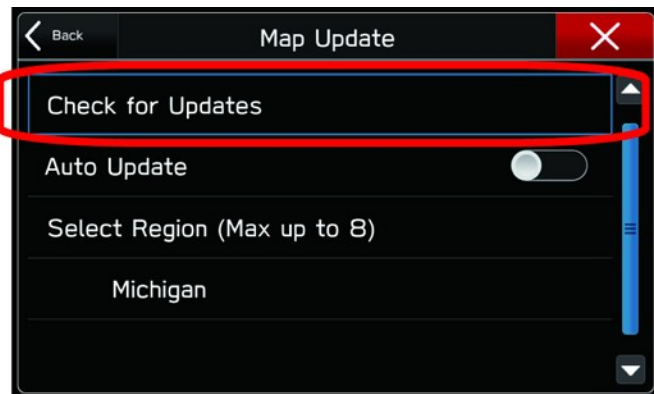 Back
Map Update
Check for Updates
Auto Update
Select Region (Max up to 8)
Michigan